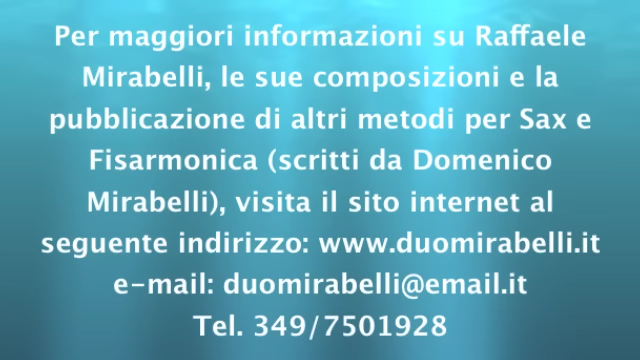 Per maggiori informazioni su Raffaele
Mirabelli, le sue composizioni e la
pubblicazione di altri metodi per Sax e
Fisarmonica (scritti da Domenico
Mirabelli), visita il sito internet al
seguente indirizzo: www.duomirabelli.it
e-mail: duomirabelli@email.it
Tel. 349/7501928